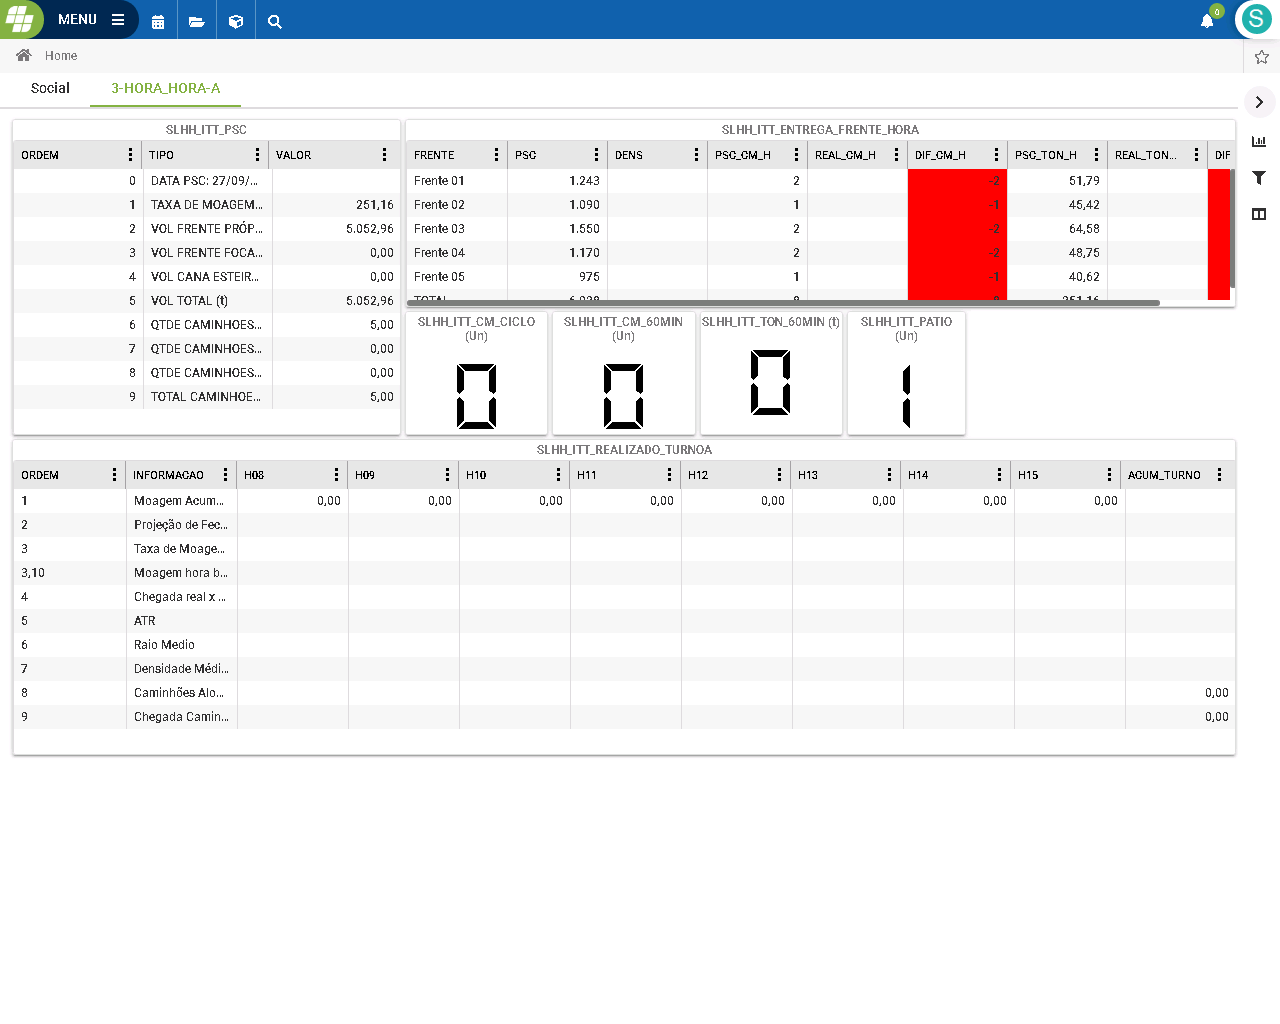 MENU
0
S
Home
Social 3-HORA_HORA-A
SLHH_ITT_PSC
ORDEM TIPO VALOR
0 DATA PSC: 27/09/...
1 TAXA DE MOAGEM... 251,16
2 VOL FRENTE PRÓP... 5.052,96
3 VOL FRENTE FOCA... 0,00
4 VOL CANA ESTEIR... 0,00
5 VOL TOTAL (t) 5.052,96
6 QTDE CAMINHOES... 5,00
7 QTDE CAMINHOES... 0,00
8 QTDE CAMINHOES... 0,00
9 TOTAL CAMINHOE... 5,00
SLHH_ITT_ENTREGA_FRENTE_HORA
FRENTE PSC DENS PSC_CM_H REAL_CM_H DIF_CM_H PSC_TON_H REAL_TON... DIF
Frente 01 1.243 2 -2 51,79
Frente 02 1.090 1 -1 45,42
Frente 03 1.550 2 -2 64,58
Frente 04 1.170 2 -2 48,75
Frente 05 975 1 -1 40,62
SLHH_ITT_CM_CICLO
(Un)
0
SLHH_ITT_CM_60MIN
(Un)
0
SLHH_ITT_TON_60MIN (t)
0
SLHH_ITT_PATIO
(Un)
1
SLHH_ITT_REALIZADO_TURNOA
ORDEM INFORMACAO H08 H09 H10 H11 H12 H13 H14 H15 ACUM_TURNO
1 Moagem Acum... 0,00 0,00 0,00 0,00 0,00 0,00 0,00 0,00
2 Projeção de Fec...
3 Taxa de Moage...
3,10 Moagem hora b...
4 Chegada real x ...
5 ATR
6 Raio Medio
7 Densidade Médi...
8 Caminhões Alo... 0,00
9 Chegada Camin... 0,00